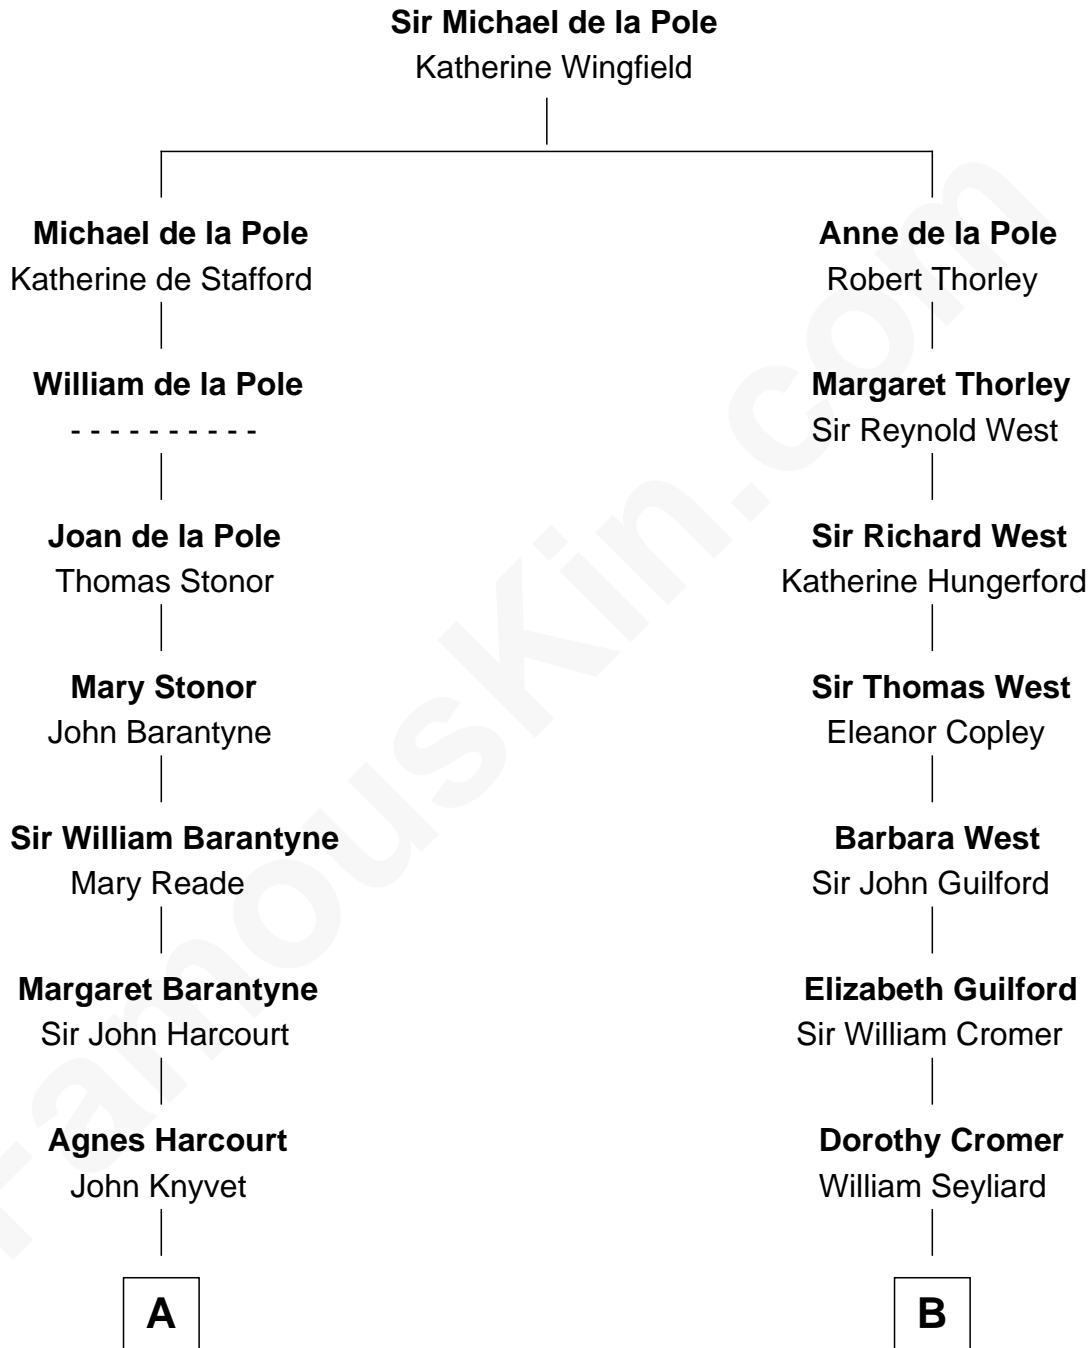 Sir Michael de la Pole
Katherine Wingfield
Michael de la Pole
Katherine de Stafford
William de la Pole
- - - - - - - - - -
Joan de la Pole
Thomas Stonor
Mary Stonor
John Barantyne
Sir William Barantyne
Mary Reade
Margaret Barantyne
Sir John Harcourt
Agnes Harcourt
John Knyvet
A
Anne de la Pole
Robert Thorley
Margaret Thorley
Sir Reynold West
Sir Richard West
Katherine Hungerford
Sir Thomas West
Eleanor Copley
Barbara West
Sir John Guilford
Elizabeth Guilford
Sir William Cromer
Dorothy Cromer
William Seyliard
B
FamousKin.com